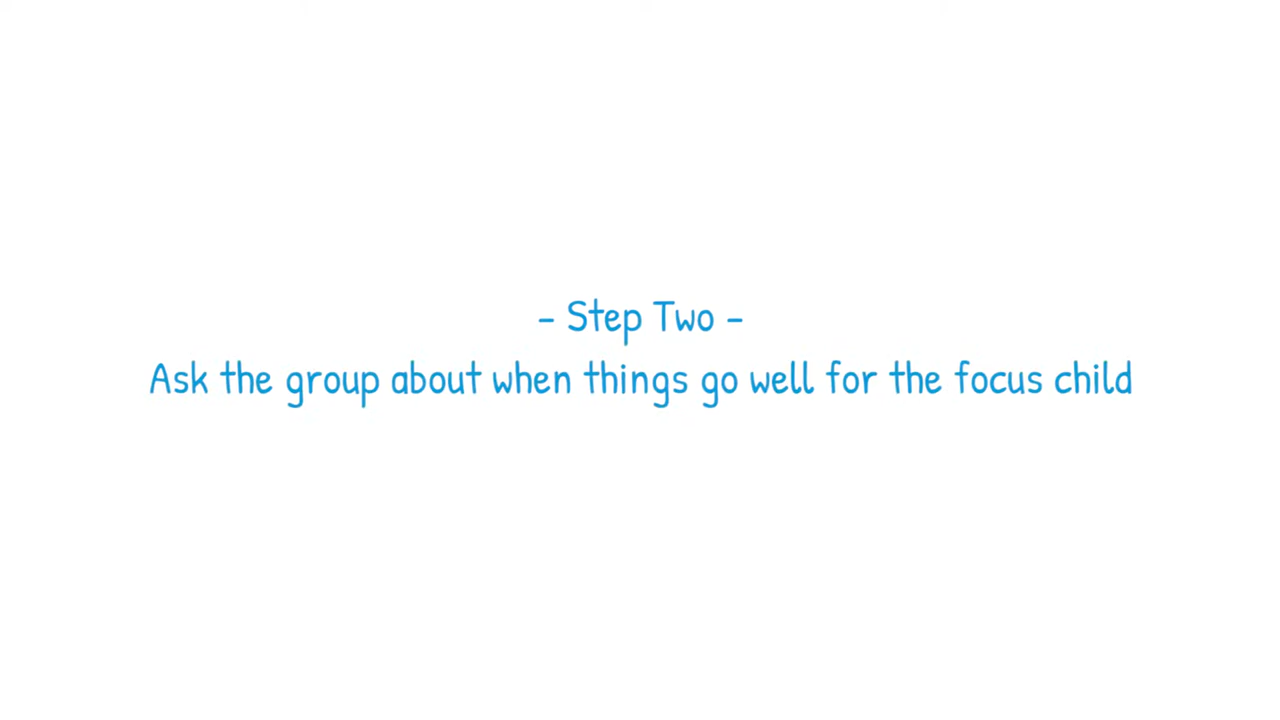 - Step Two -
Ask the group about when things go well for the focus child